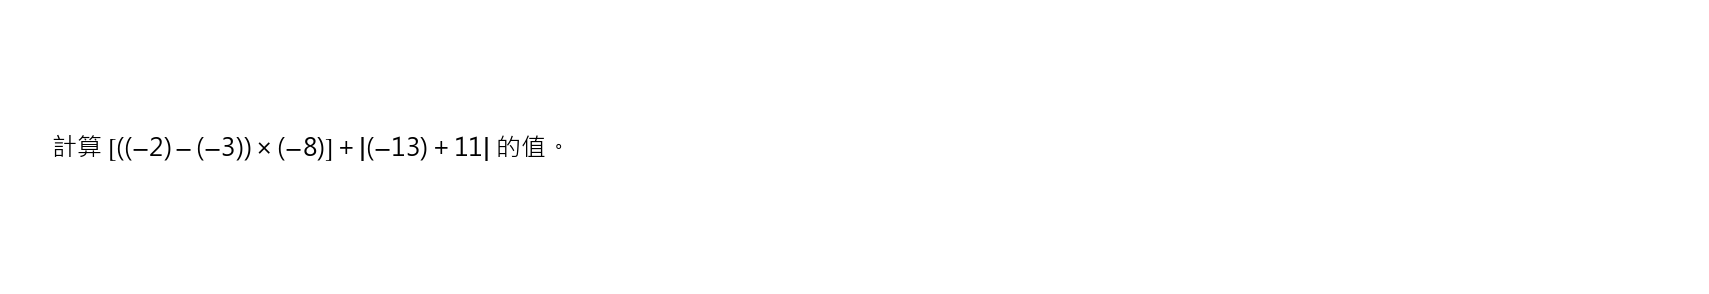 計算 [((–2) – (–3)) × (–8)] + |(–13) + 11| 的值。